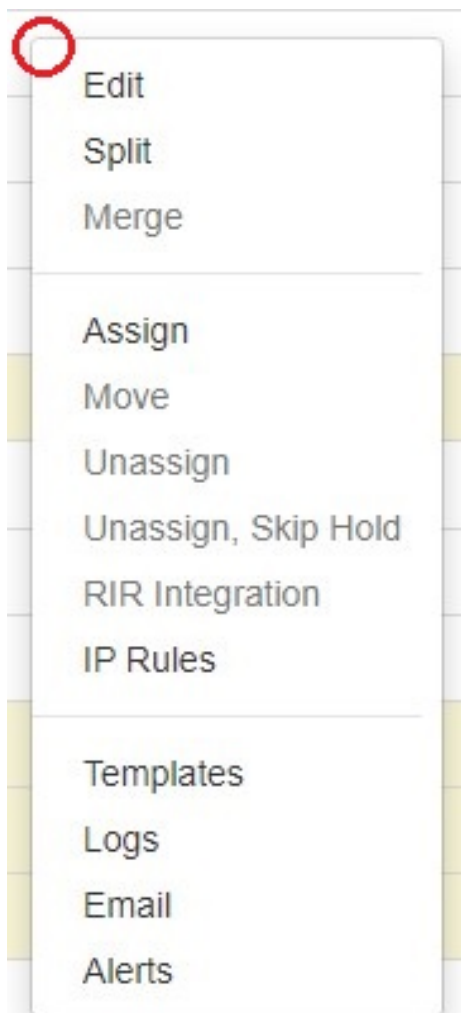 Edit
Split
Merge
Assign
Move
Unassign
Unassign, Skip Hold
RIR Integration
IP Rules
Templates
Logs
Email
Alerts